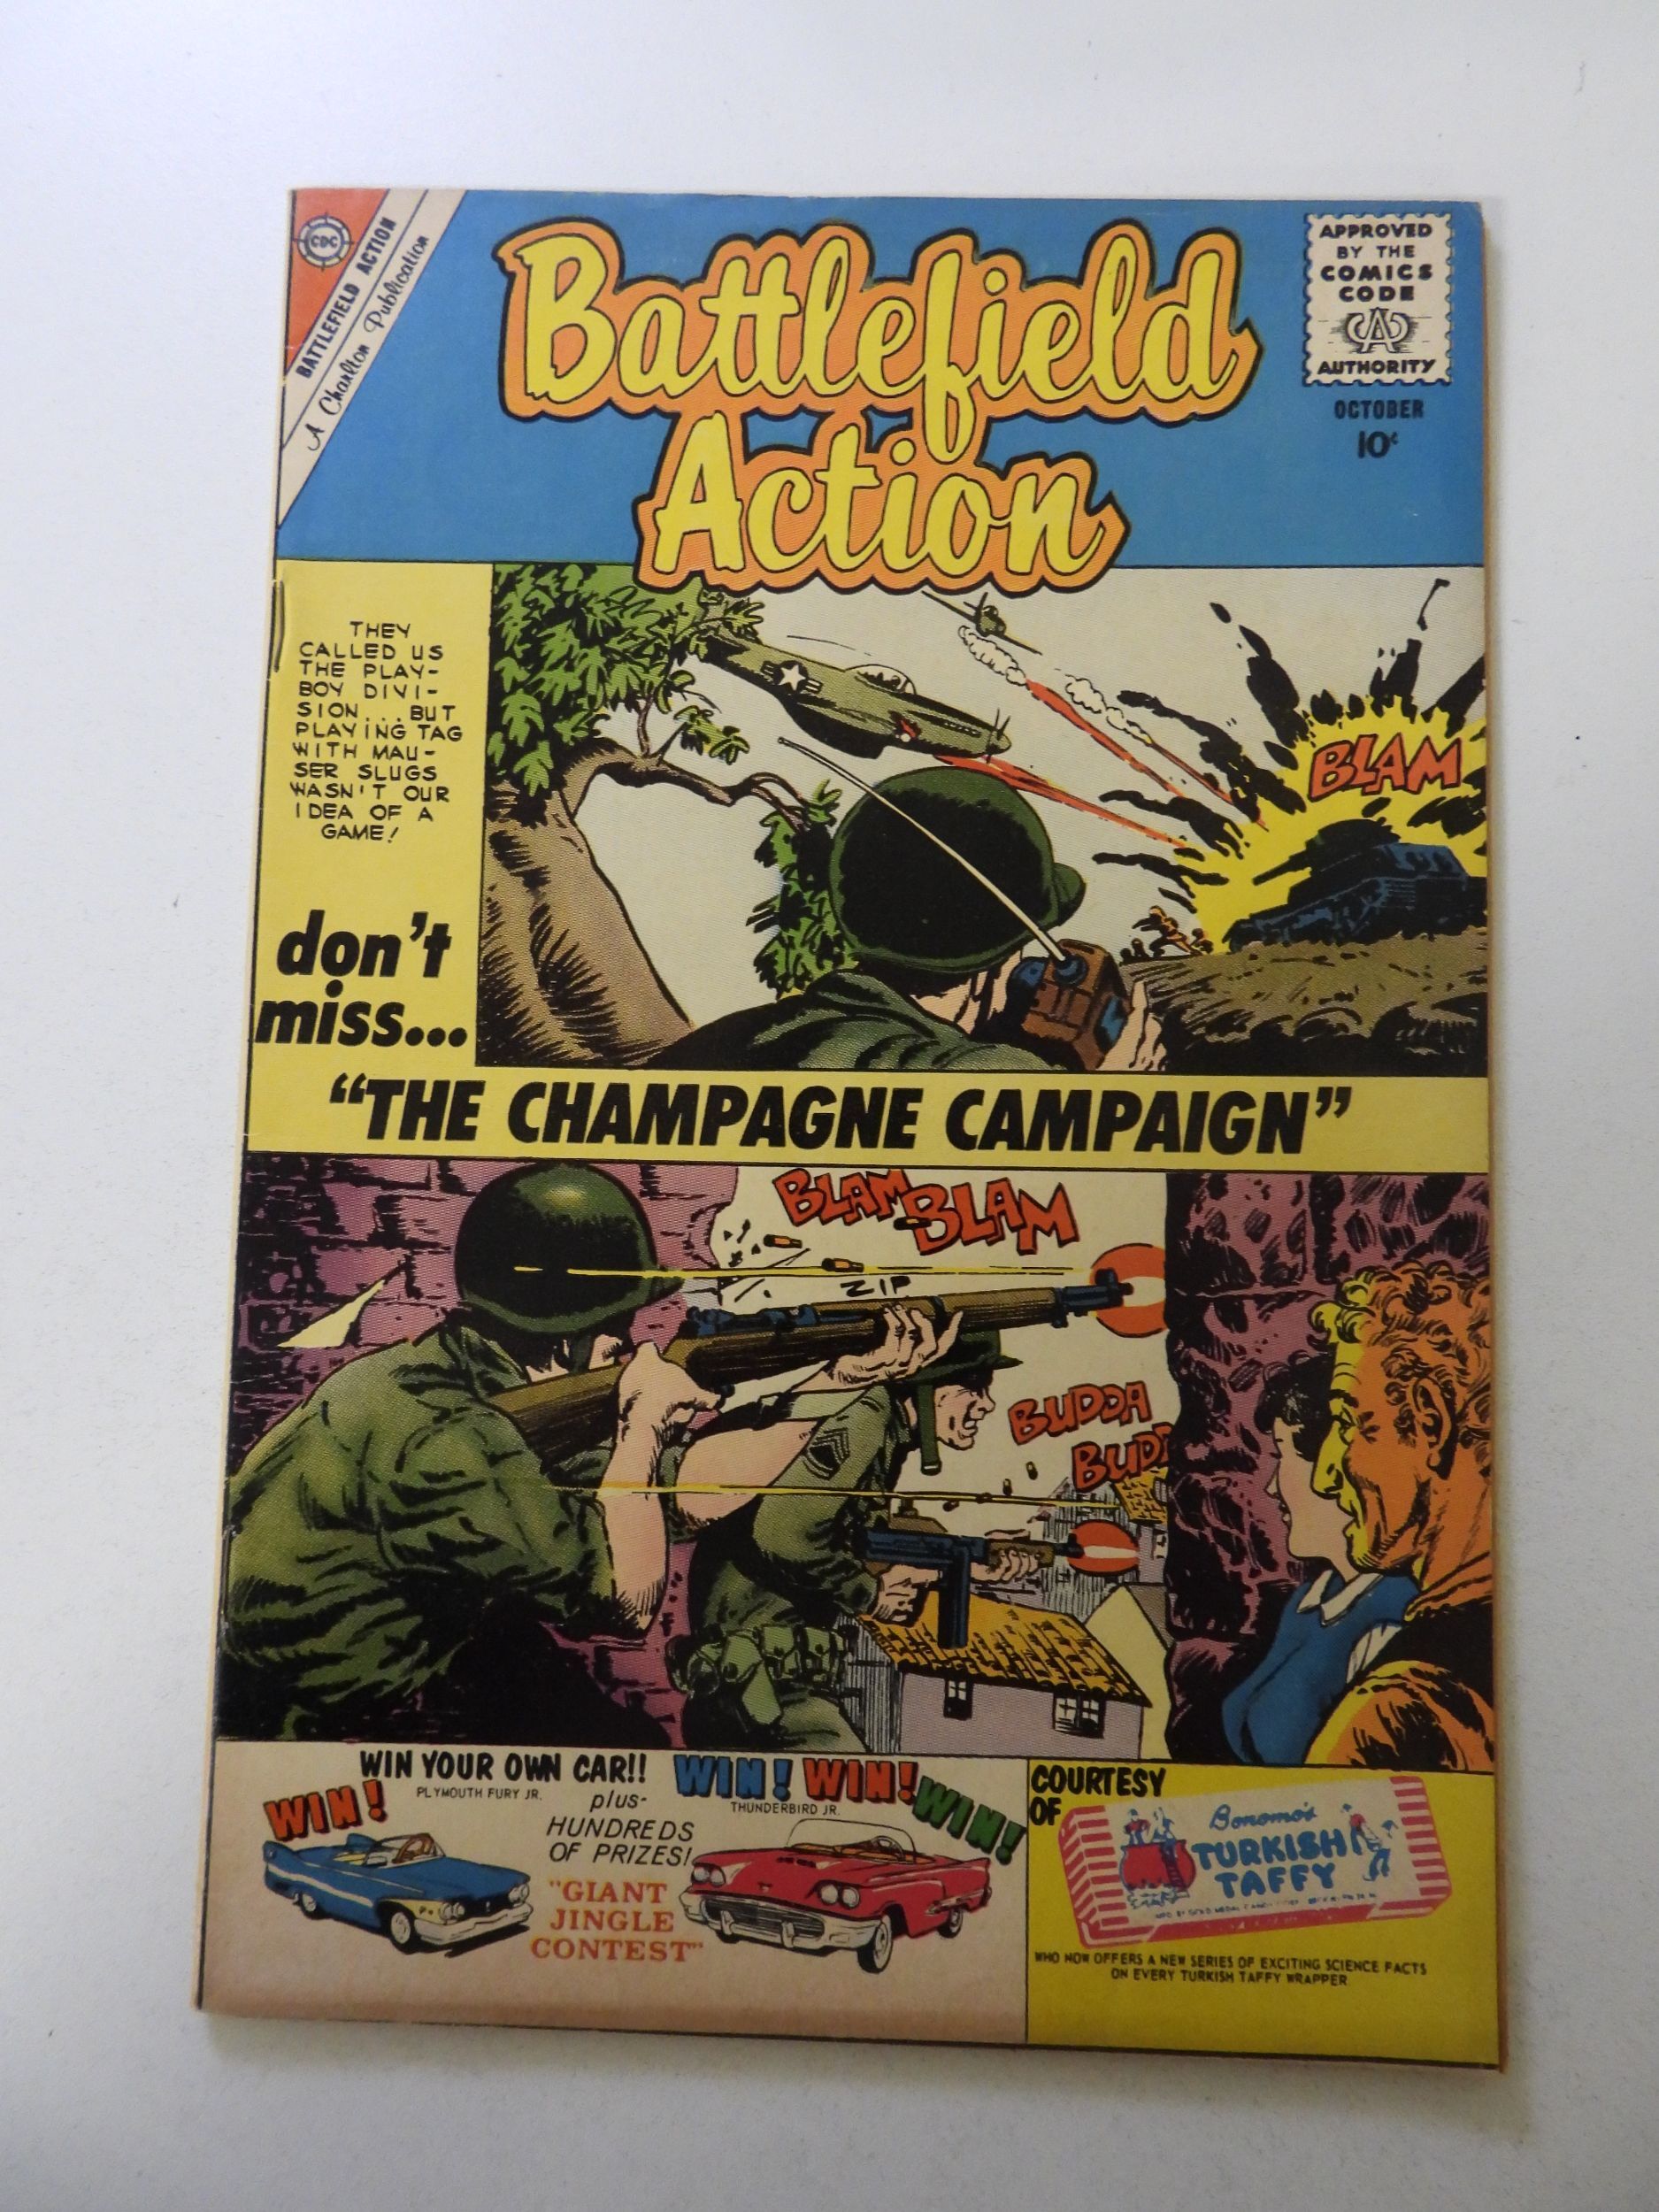 CDC
BATTLEFIELD ACTION
A Charlton Publication
Battlefield
Action
APPROVED
BY THE
COMICS
CODE
CA
AUTHORITY
OCTOBER
10¢
THEY
CALLED US
THE PLAY-
BOY DIVI-
SION...BUT
PLAYING TAG
WITH MAU-
SER SLUGS
WASN'T OUR
IDEA OF A
GAME!
BLAM
don't
miss...
"THE CHAMPAGNE CAMPAIGN"
BLAM BLAM
ZIP
BUDDA
BUDD
WIN YOUR OWN CAR!!
PLYMOUTH FURY JR.
WIN!
plus-
HUNDREDS
OF PRIZES!
"GIANT
JINGLE
CONTEST"
WIN! WIN! WIN!
THUNDERBIRD JR.
COURTESY
OF
Bonomo's
TURKISH
TAFFY
WHO NOW OFFERS A NEW SERIES OF EXCITING SCIENCE FACTS
ON EVERY TURKISH TAFFY WRAPPER